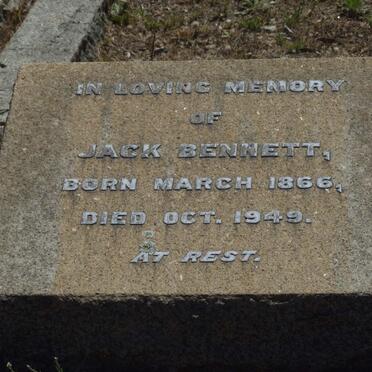 IN LOVING MEMORY
OF
JACK BENNETT,
BORN MARCH 1866,
DIED OCT. 1949.
AT REST.